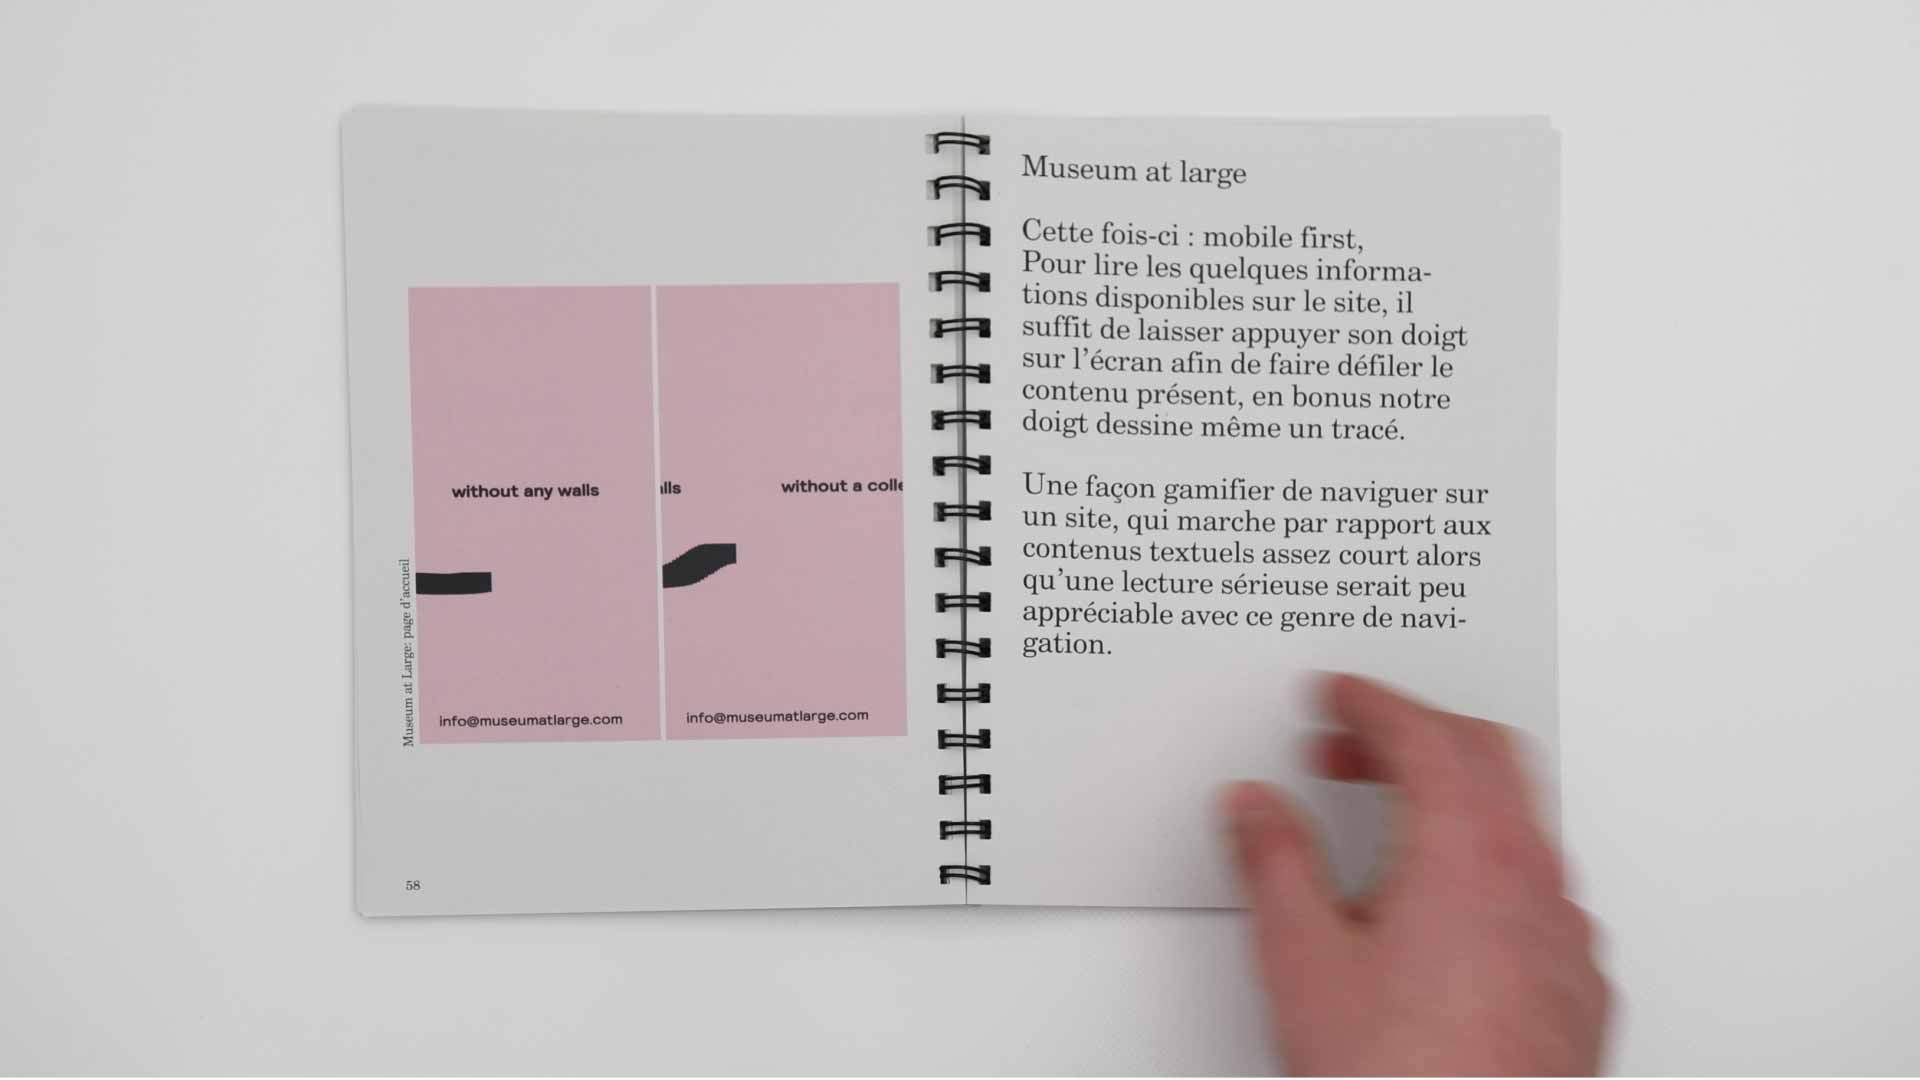 without any walls
info@museumatlarge.com
lls
without a colle
info@museumatlarge.com
Museum at Large: page d'accueil
58
Museum at large
Cette fois-ci : mobile first,
Pour lire les quelques informa-
tions disponibles sur le site, il
suffit de laisser appuyer son doigt
sur l'écran afin de faire défiler le
contenu présent, en bonus notre
doigt dessine même un tracé.
Une façon gamifier de naviguer sur
un site, qui marche par rapport aux
contenus textuels assez court alors
qu'une lecture sérieuse serait peu
appréciable avec ce genre de navi-
gation.